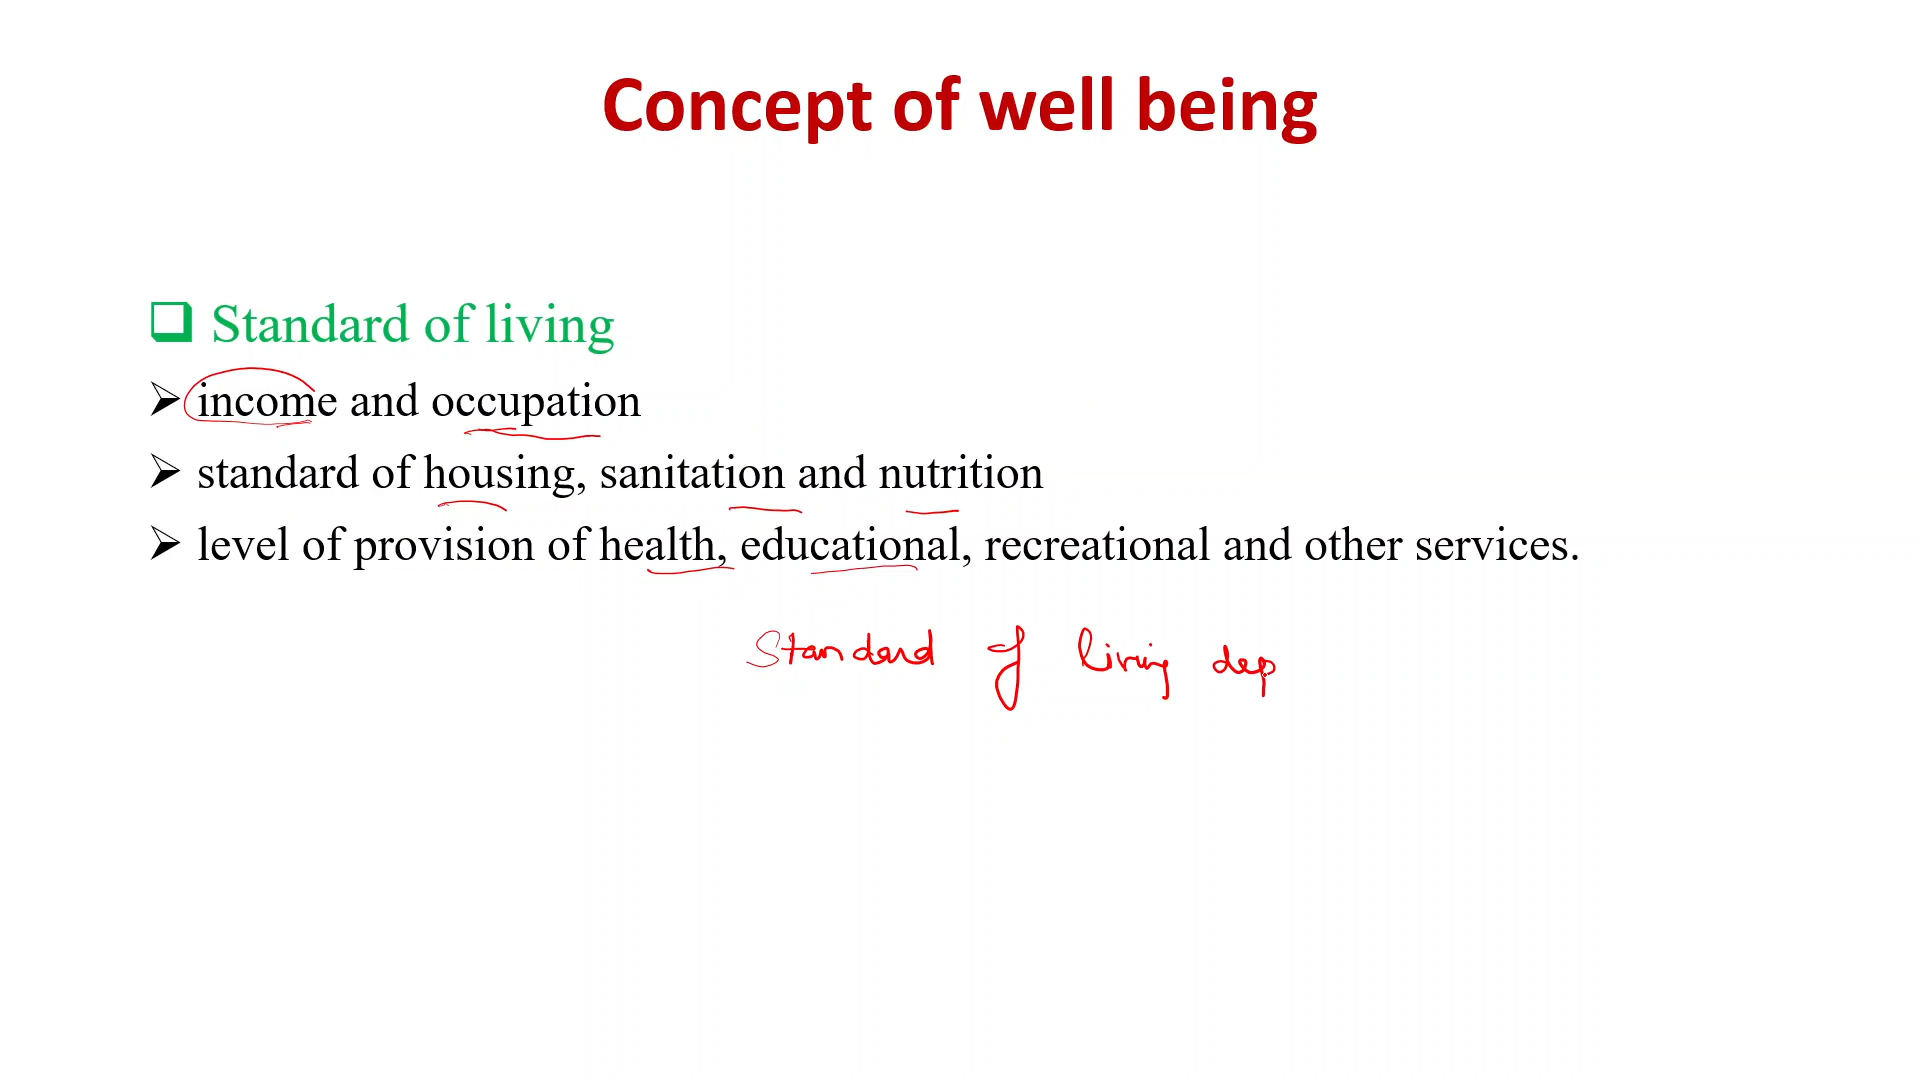 Concept of well being
Standard of living
income and occupation
standard of housing, sanitation and nutrition
level of provision of health, educational, recreational and other services.
Standard of living dep